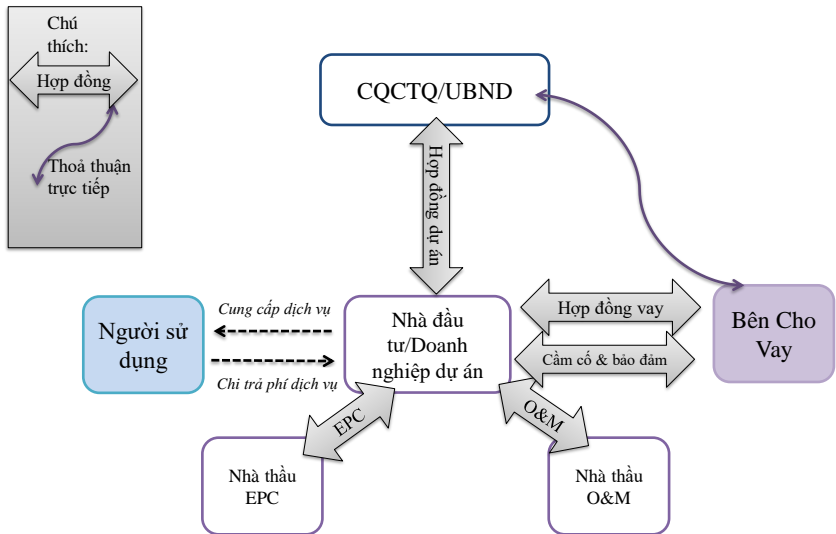 Chú
thích:
Hợp đồng
Thoả thuận
trực tiếp
CQCTQ/UBND
Hợp đồng dự án
Cung cấp dịch vụ
Người sử
dụng
Chi trả phí dịch vụ
Nhà đầu
tư/Doanh
nghiệp dự án
Hợp đồng vay
Cầm cố & bảo đảm
Bên Cho
Vay
EPC
O&M
Nhà thầu
EPC
Nhà thầu
O&M